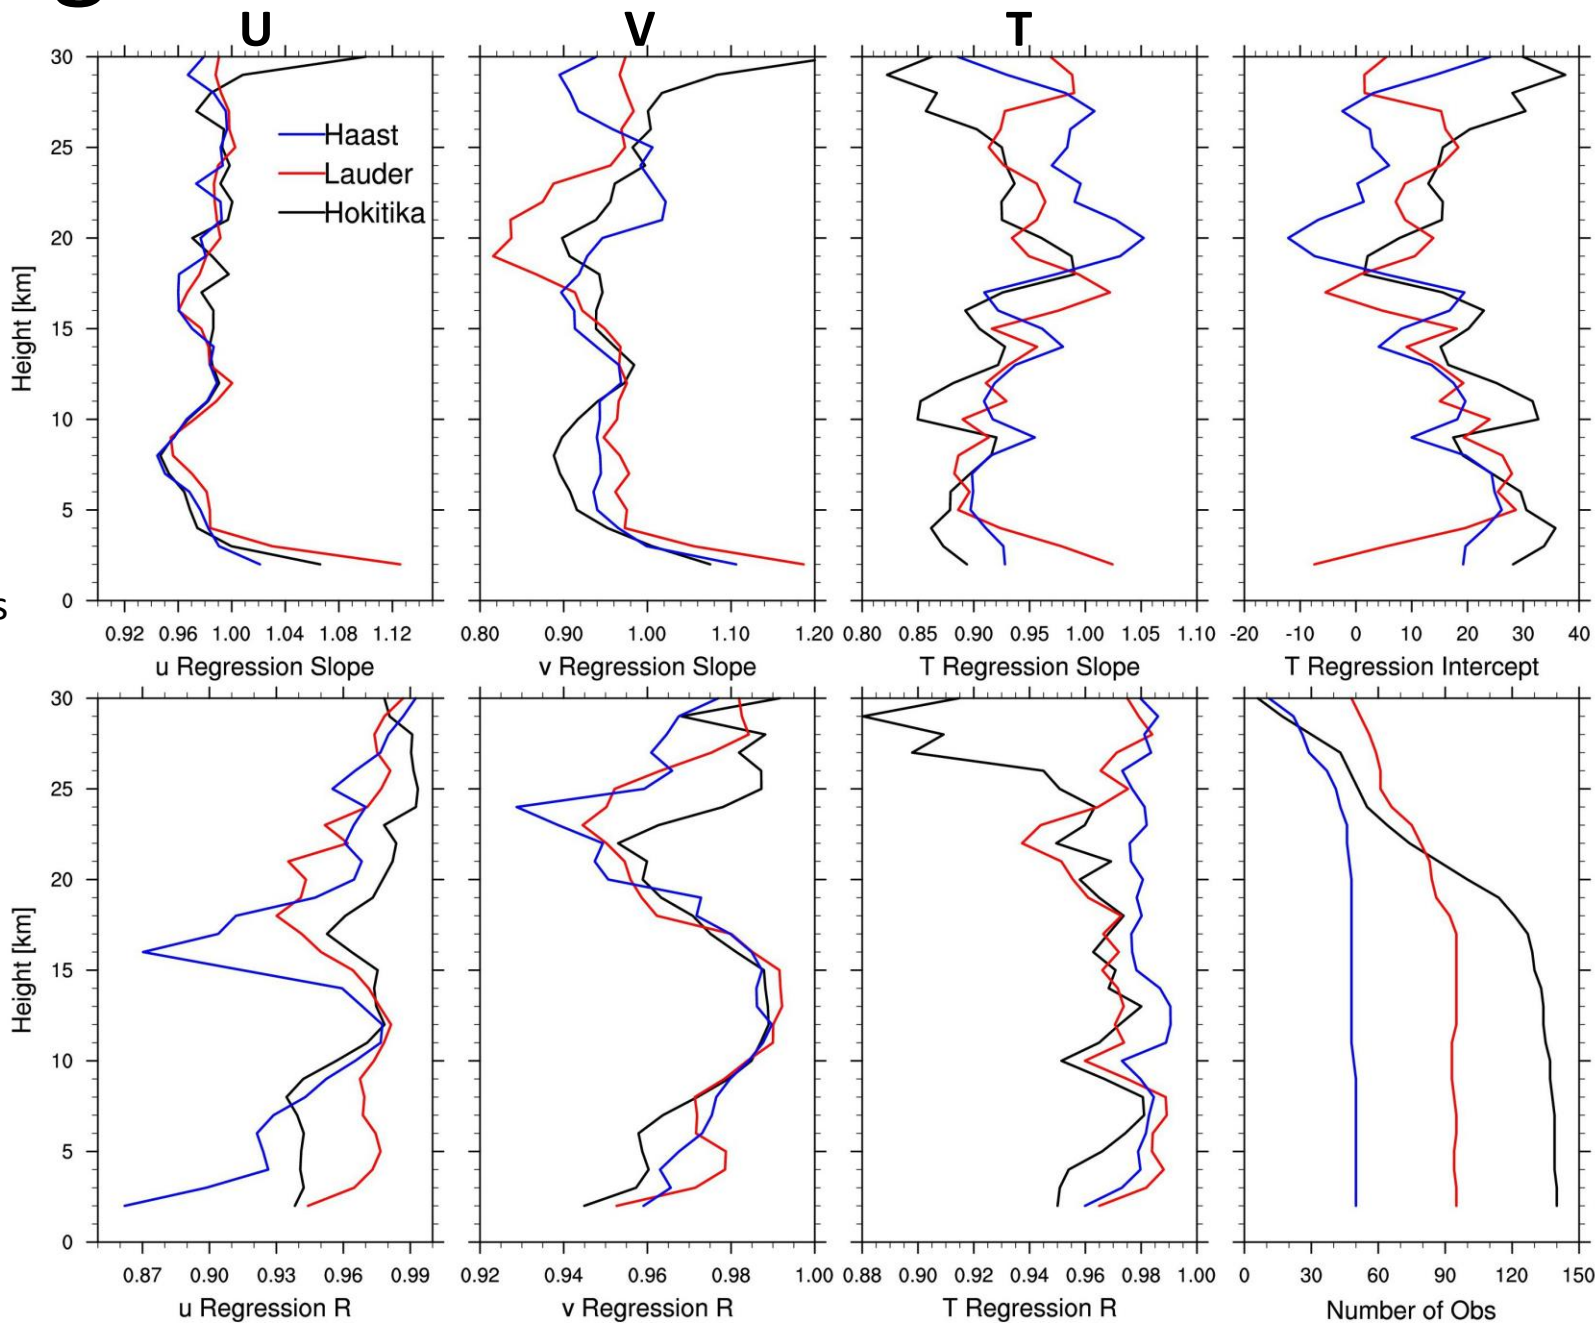 U V T
30
25
20
15
10
5
0
Height [km]
Haast
Lauder
Hokitika
s
0.92 0.96 1.00 1.04 1.08 1.12
u Regression Slope
0.80 0.90 1.00 1.10 1.20
v Regression Slope
0.80 0.85 0.90 0.95 1.00 1.05 1.10
T Regression Slope
-20 -10 0 10 20 30 40
T Regression Intercept
30
25
20
15
10
5
0
Height [km]
0.87 0.90 0.93 0.96 0.99
u Regression R
0.92 0.94 0.96 0.98 1.00
v Regression R
0.88 0.90 0.92 0.94 0.96 0.98 1.00
T Regression R
0 30 60 90 120 150
Number of Obs